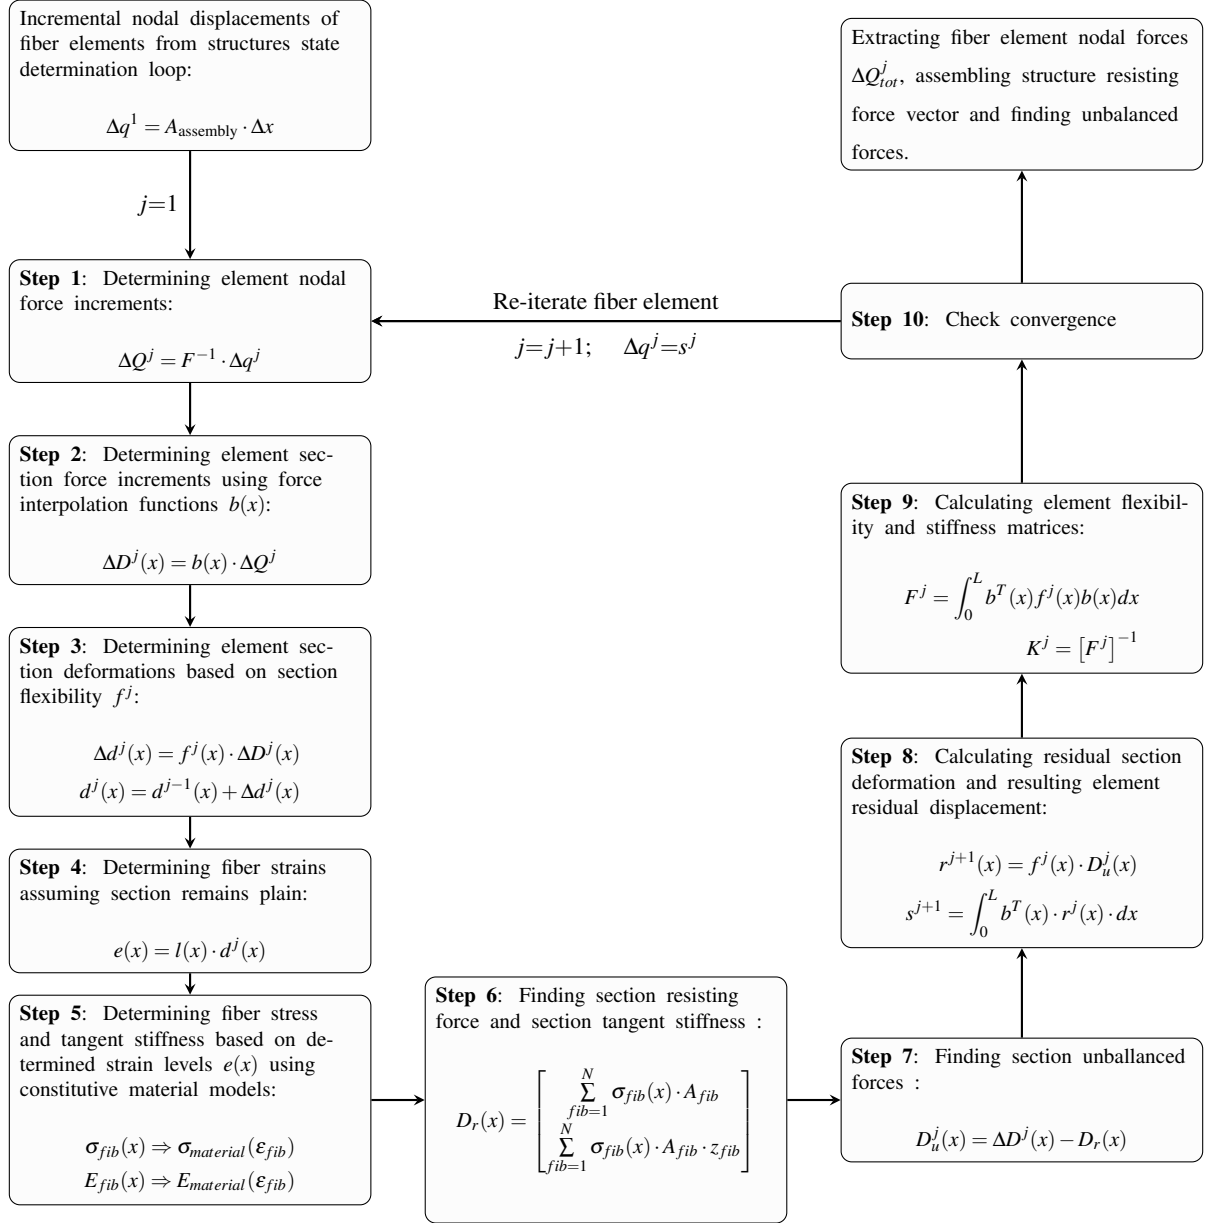 Incremental nodal displacements of
fiber elements from structures state
determination loop:
Δq¹ = A_assembly · Δx
j=1
Step 1: Determining element nodal
force increments:
ΔQ^j = F^{−1} · Δq^j
Step 2: Determining element sec-
tion force increments using force
interpolation functions b(x):
ΔD^j(x) = b(x) · ΔQ^j
Step 3: Determining element sec-
tion deformations based on section
flexibility f^j:
Δd^j(x) = f^j(x) · ΔD^j(x)
d^j(x) = d^{j−1}(x) + Δd^j(x)
Step 4: Determining fiber strains
assuming section remains plain:
e(x) = l(x) · d^j(x)
Step 5: Determining fiber stress
and tangent stiffness based on de-
termined strain levels e(x) using
constitutive material models:
σ_fib(x) ⇒ σ_material(ε_fib)
E_fib(x) ⇒ E_material(ε_fib)
Step 6: Finding section resisting
force and section tangent stiffness :
D_r(x) = [ ∑_{fib=1}^{N} σ_fib(x) · A_fib
∑_{fib=1}^{N} σ_fib(x) · A_fib · z_fib ]
Step 7: Finding section unballanced
forces :
D_u^j(x) = ΔD^j(x) − D_r(x)
Step 8: Calculating residual section
deformation and resulting element
residual displacement:
r^{j+1}(x) = f^j(x) · D_u^j(x)
s^{j+1} = ∫_0^L b^T(x) · r^j(x) · dx
Step 9: Calculating element flexibil-
ity and stiffness matrices:
F^j = ∫_0^L b^T(x) f^j(x) b(x) dx
K^j = [F^j]^{−1}
Step 10: Check convergence
Re-iterate fiber element
j=j+1; Δq^j=s^j
Extracting fiber element nodal forces
ΔQ_tot^j, assembling structure resisting
force vector and finding unbalanced
forces.